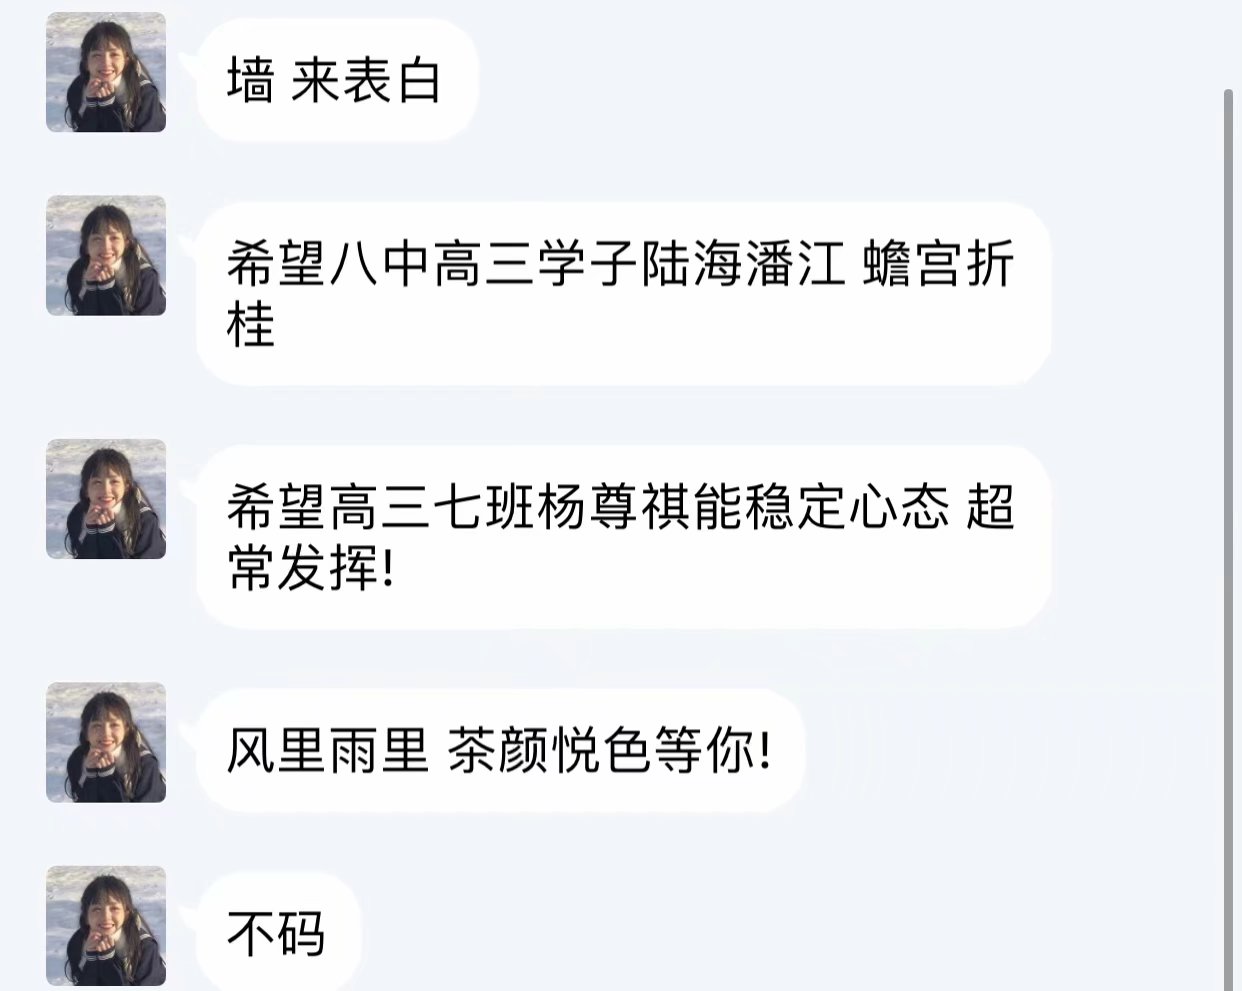 墙 来表白
希望八中高三学子陆海潘江 蟾宫折
桂
希望高三七班杨尊祺能稳定心态 超
常发挥!
风里雨里 茶颜悦色等你!
不码